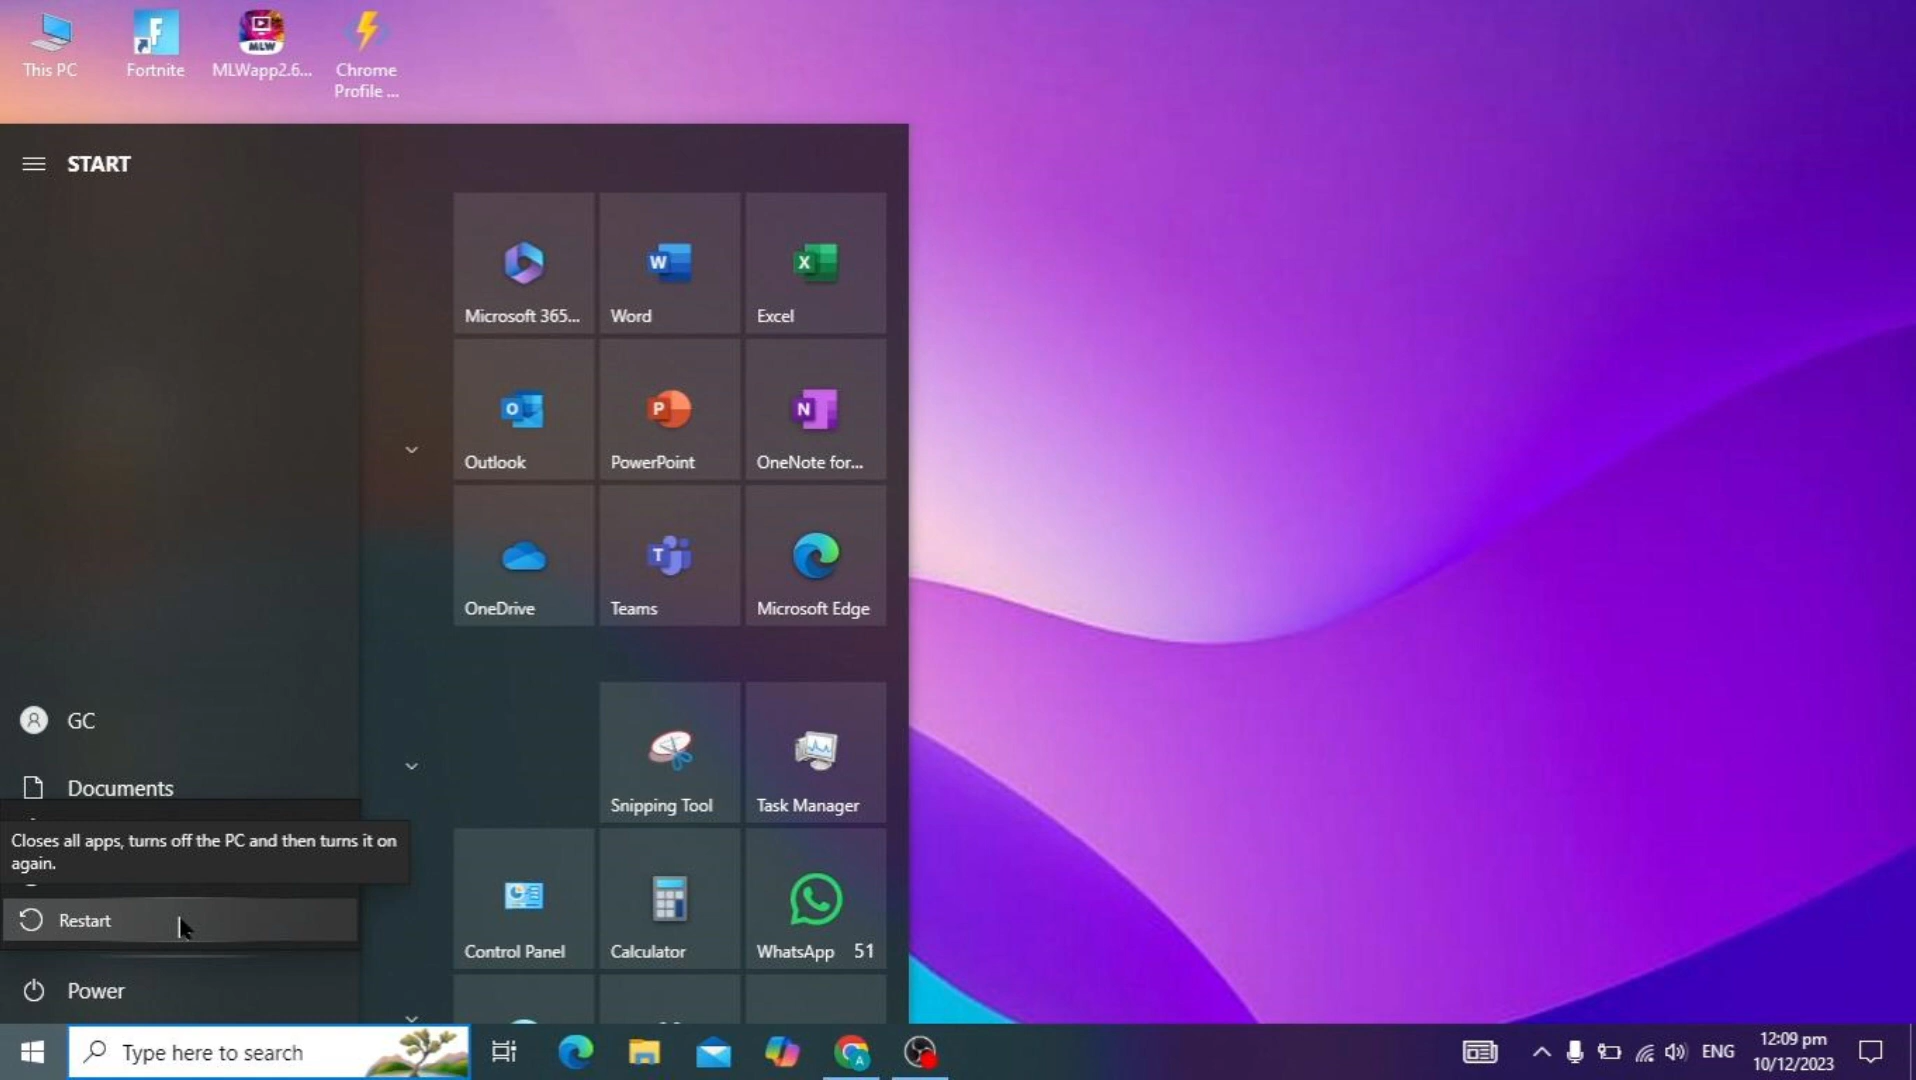 This PC
Fortnite
MLW
MLWapp2.6...
Chrome
Profile ...
START
Microsoft 365...
Word
Excel
Outlook
PowerPoint
OneNote for...
OneDrive
Teams
Microsoft Edge
GC
Documents
Snipping Tool
Task Manager
Closes all apps, turns off the PC and then turns it on
again.
Restart
Control Panel
Calculator
WhatsApp 51
Power
Type here to search
ENG
12:09 pm
10/12/2023